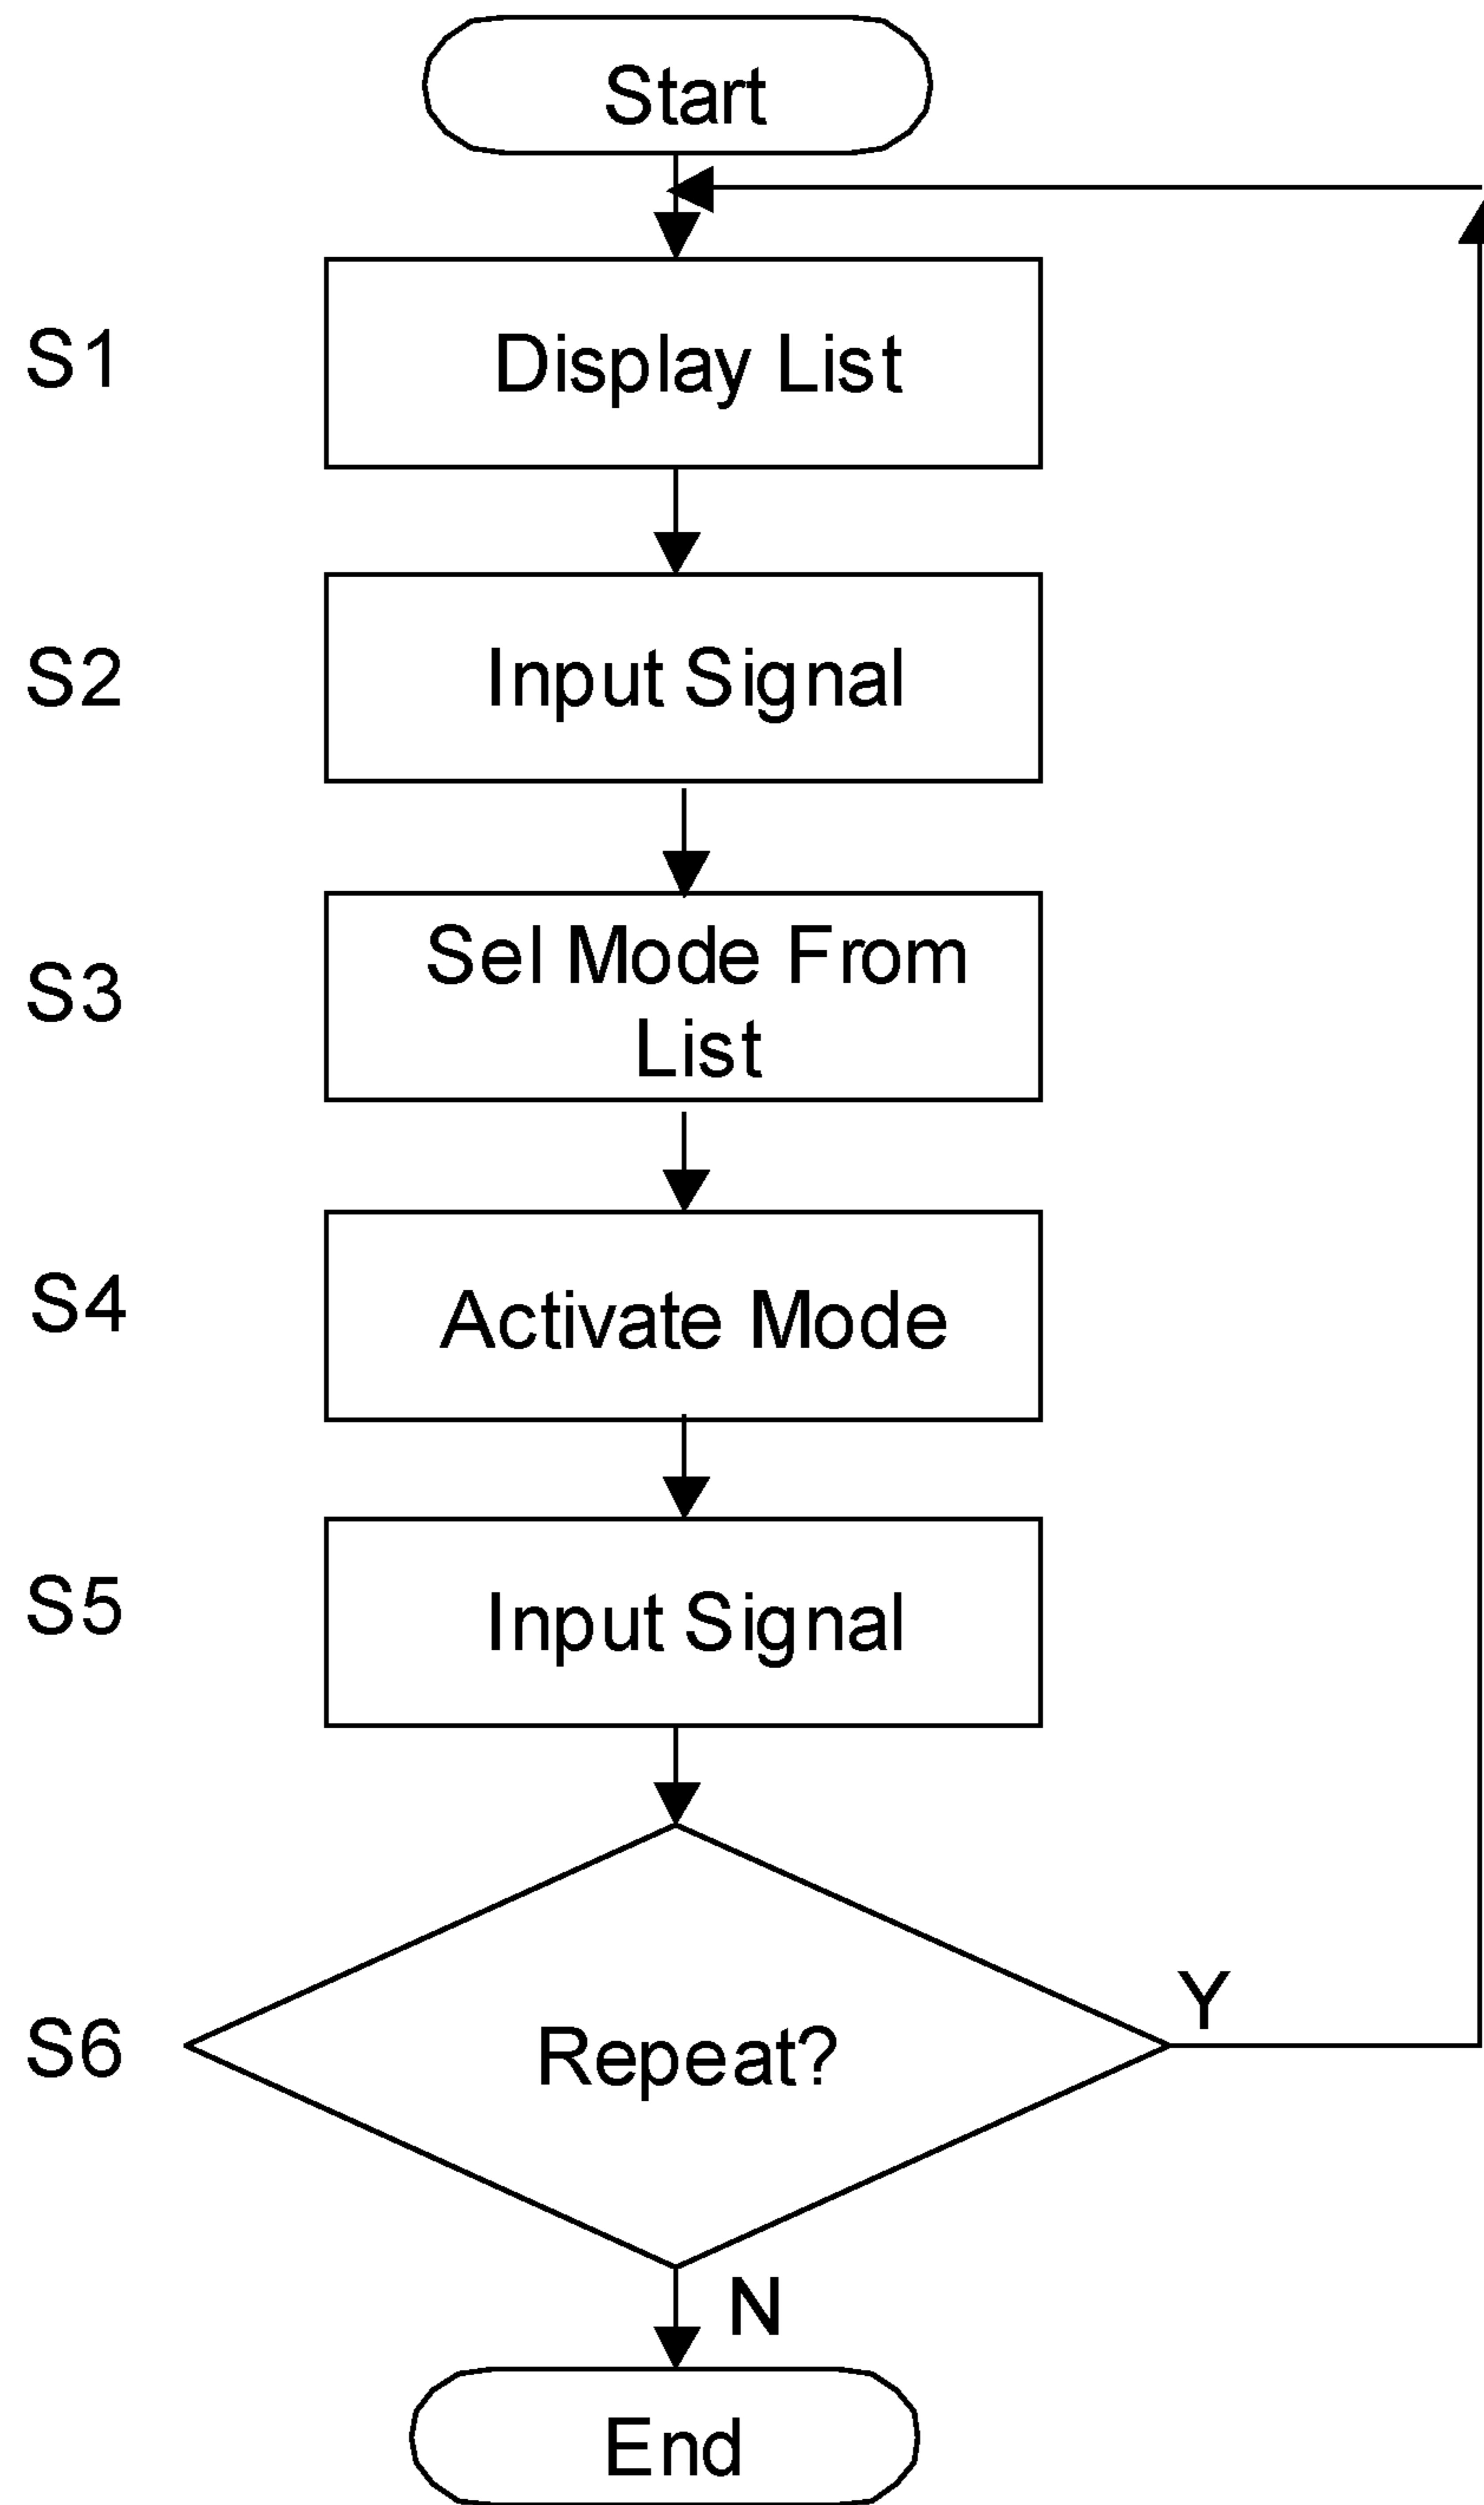 Start
S1
Display List
S2
Input Signal
S3
Sel Mode From
List
S4
Activate Mode
S5
Input Signal
S6
Repeat?
Y
N
End